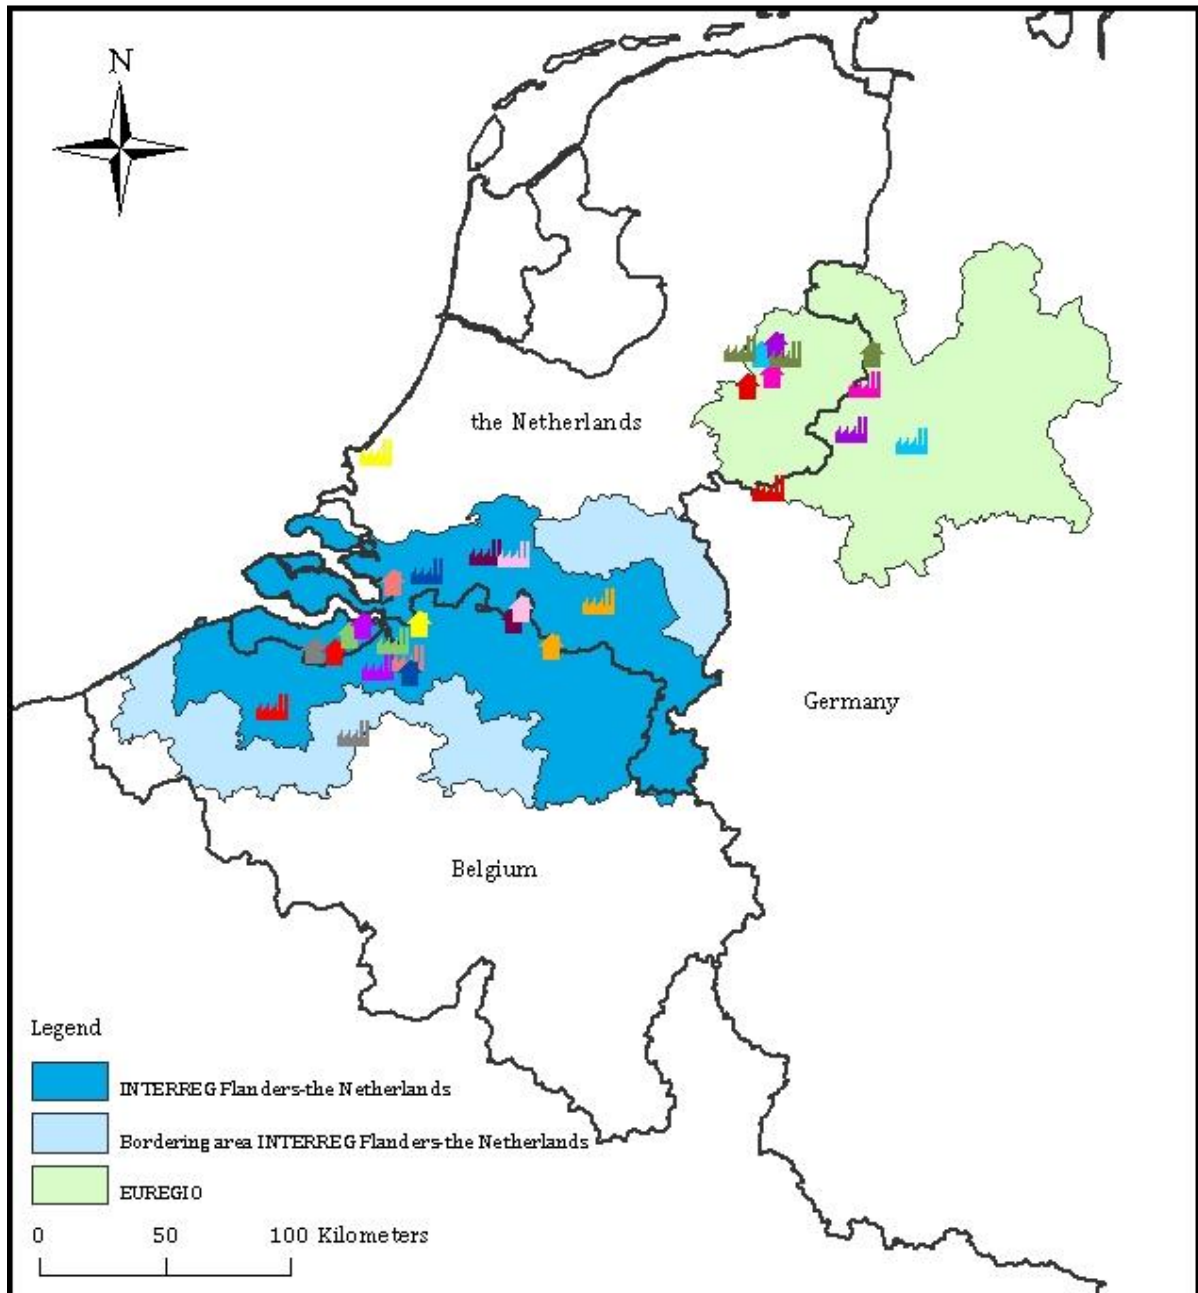 N
the Netherlands
Germany
Belgium
Legend
INTERREG Flanders-the Netherlands
Bordering area INTERREG Flanders-the Netherlands
EUREGIO
0 50 100 Kilometers